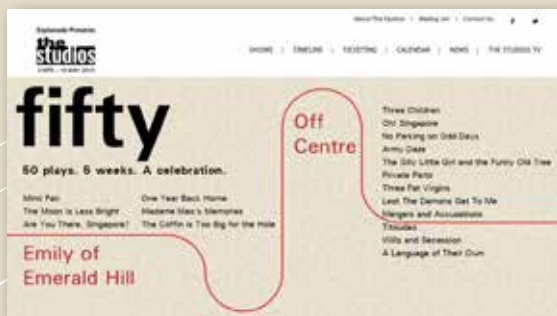 About The Studios | Mailing List | Contact Us
Esplanade Presents
the
studios
SHOWS | TIMELINE | TICKETING | CALENDAR | NEWS | THE STUDIOS TV
fifty
50 plays. 5 weeks. A celebration.
Mimi Fan
The Moon is Less Bright
Are You There, Singapore?
One Year Back Home
Madame Mao's Memories
The Coffin is Too Big for the Hole
Emily of
Emerald Hill
Off
Centre
Three Children
Oh! Singapore
No Parking on Odd Days
Army Daze
The Silly Little Girl and the Funny Old Tree
Private Parts
Three Fat Virgins
Lest The Demons Get To Me
Mergers and Accusations
Titoudao
Wills and Secession
A Language of Their Own